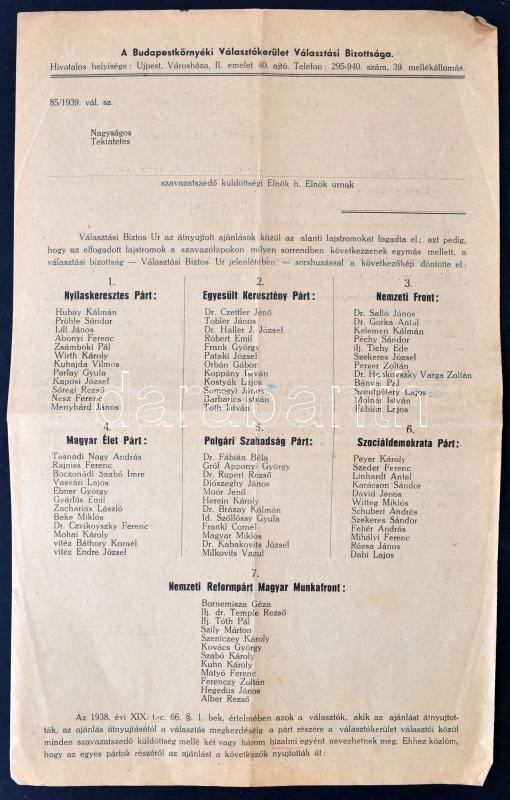 A Budapestkörnyéki Választókerület Választási Bizottsága.
Hivatalos helyisége: Ujpest, Városháza, II. emelet 40. ajtó. Telefon: 295-940. szám, 39. mellékállomás.
85/1939. vál. sz.
Nagyságos
Tekintetes
szavazatszedő küldöttségi Elnök h. Elnök urnak
Választási Biztos Ur az átnyujtott ajánlások közül az alanti lajstromokat fogadta el; azt pedig,
hogy az elfogadott lajstromok a szavazólapokon milyen sorrendben következzenek egymás mellett, a
választási bizottság — Választási Biztos Ur jelenlétében — sorshuzással a következőkép döntötte el:
1.
Nyilaskeresztes Párt:
Hubay Kálmán
Pröhle Sándor
Lill János
Abonyi Ferenc
Zsámboki Pál
Wirth Károly
Kuhajda Vilmos
Parlay Gyula
Kaposi József
Sőregi Rezső
Nesz Ferenc
Menyhárd János
2.
Egyesült Keresztény Párt:
Dr. Czettler Jenő
Tobler János
Dr. Haller J. József
Róbert Emil
Frank György
Pataki József
Orbán Gábor
Koppány István
Kostyák Lajos
Somogyi János
Barbarics István
Tóth István
3.
Nemzeti Front:
Dr. Salló János
Dr. Gorka Antal
Kelemen Kálmán
Péchy Sándor
ifj. Tichy Ede
Szekeres József
Perger Zoltán
Dr. Varga Zoltán
Bányai Pál
Szentpétery Lajos
Molnár István
Fábián Lajos
4.
Magyar Élet Párt:
Tasnádi Nagy András
Rajniss Ferenc
Boczonádi Szabó Imre
Vasvári Lajos
Ebner György
Gyárfás Emil
Zachariás László
Beke Miklós
Dr. Czvikovszky Ferenc
Mohai Károly
vitéz Báthory Kornél
vitéz Endre József
5.
Polgári Szabadság Párt:
Dr. Fábián Béla
Gróf Apponyi György
Dr. Rupert Rezső
Diószeghy János
Moór Jenő
Herein Károly
Dr. Brázay Kálmán
Id. Szőllőssy Gyula
Frankl Cornél
Magyar Miklós
Dr. Kabakovits József
Milkovits Vazul
6.
Szociáldemokrata Párt:
Peyer Károly
Szeder Ferenc
Linhardt Antal
Karácson Sándor
Dávid János
Witteg Miklós
Schubert András
Szekeres Sándor
Fehér András
Mihályi Ferenc
Rózsa János
Dabi Lajos
7.
Nemzeti Reformpárt Magyar Munkafront:
Bornemisza Géza
Ifj. dr. Temple Rezső
Ifj. Tóth Pál
Szily Márton
Szeniczey Károly
Kovács György
Szabó Károly
Kuhn Károly
Matyó Ferenc
Ferenczy Zoltán
Hegedüs János
Alber Rezső
Az 1938. évi XIX. t.-c. 66. §. 1. bek. értelmében azok a választók, akik az ajánlást átnyujtot-
ták, az ajánlás átnyujtásától a választás megkezdéséig a párt részére a választókerület választói közül
minden szavazatszedő küldöttség mellé két vagy három bizalmi egyént nevezhetnek meg. Ehhez közlöm,
hogy az egyes pártok részéről az ajánlást a következők nyujtották át:
darabanth